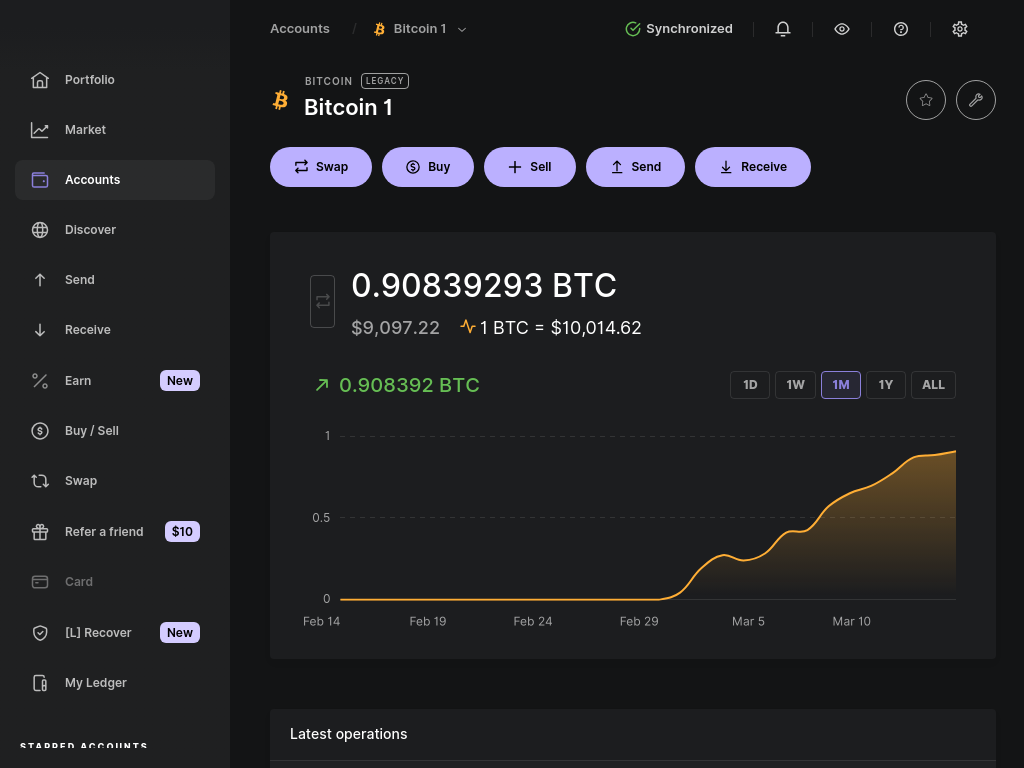 Accounts / Bitcoin 1 Synchronized
Portfolio
Market
Accounts
Discover
Send
Receive
Earn New
Buy / Sell
Swap
Refer a friend $10
Card
[L] Recover New
My Ledger
STARRED ACCOUNTS
BITCOIN LEGACY
Bitcoin 1
Swap Buy Sell Send Receive
0.90839293 BTC
$9,097.22 1 BTC = $10,014.62
0.908392 BTC 1D 1W 1M 1Y ALL
1
0.5
0
Feb 14 Feb 19 Feb 24 Feb 29 Mar 5 Mar 10
Latest operations